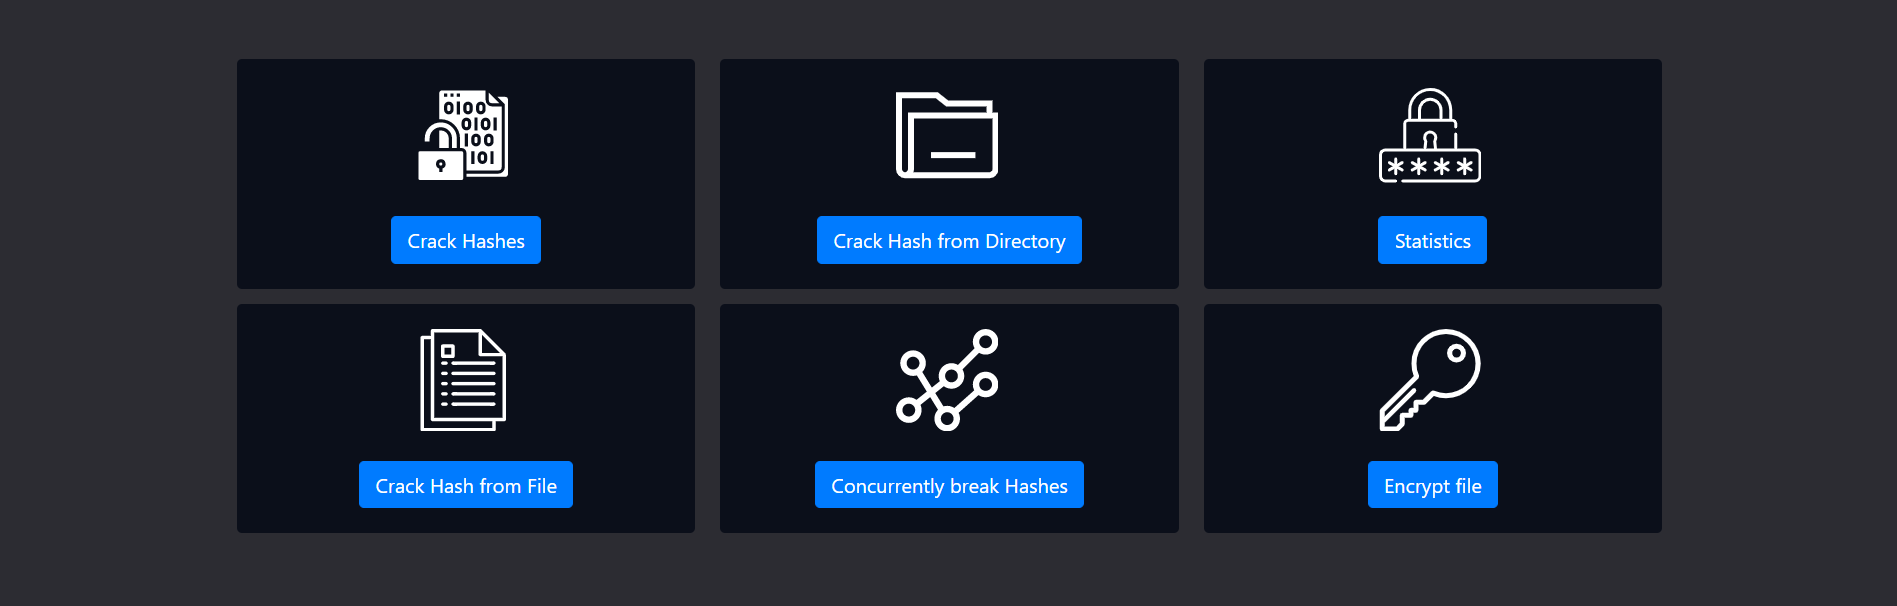 0100
0101
100
101
Crack Hashes
Crack Hash from Directory
****
Statistics
Crack Hash from File
Concurrently break Hashes
Encrypt file